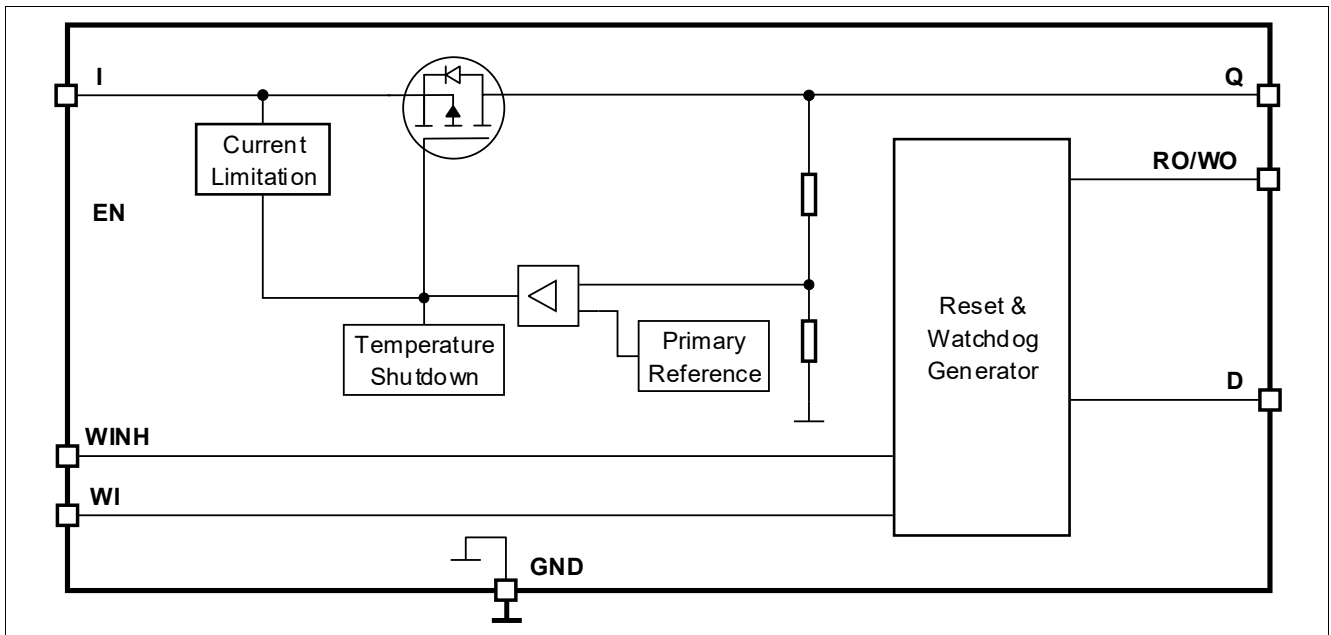 I
Q
Current
Limitation
RO/WO
EN
Reset &
Watchdog
Generator
Temperature
Shutdown
Primary
Reference
D
WINH
WI
GND